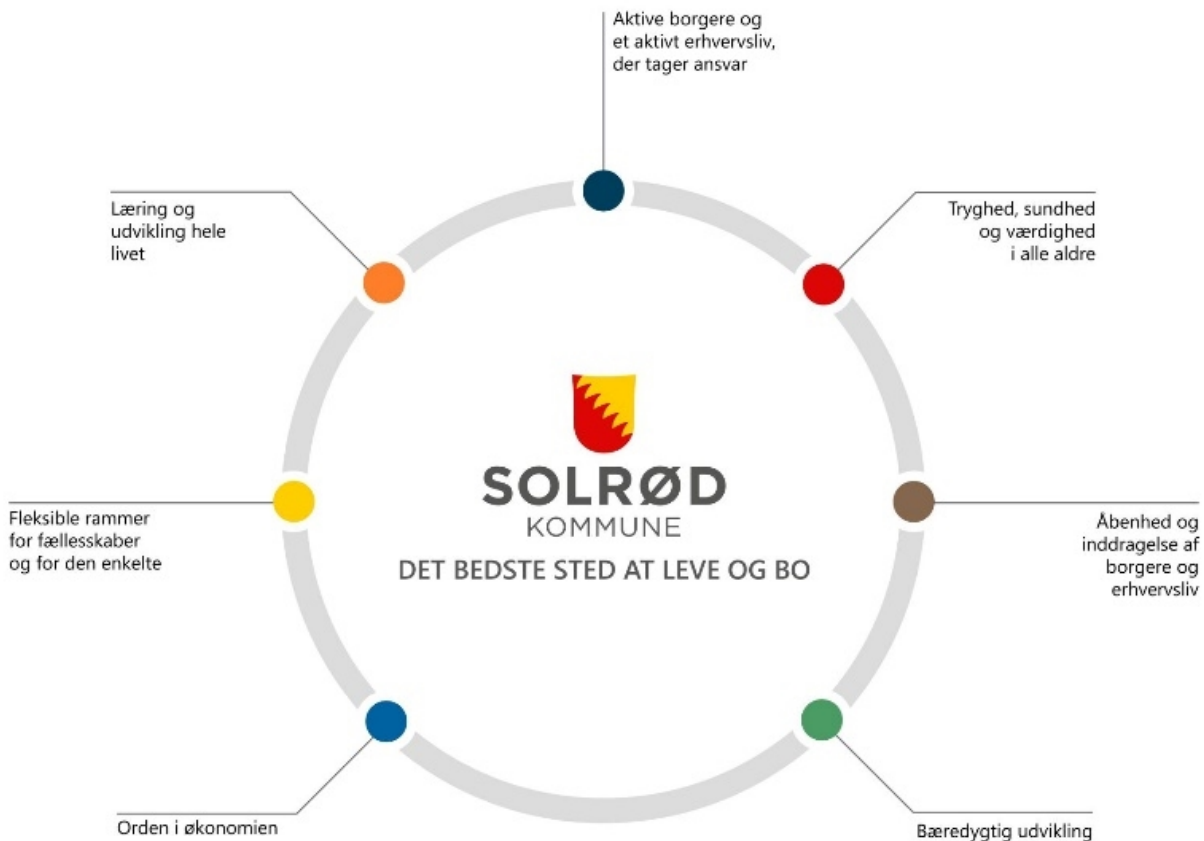 Aktive borgere og
et aktivt erhvervsliv,
der tager ansvar
Læring og
udvikling hele
livet
Tryghed, sundhed
og værdighed
i alle aldre
SOLRØD
KOMMUNE
DET BEDSTE STED AT LEVE OG BO
Fleksible rammer
for fællesskaber
og for den enkelte
Åbenhed og
inddragelse af
borgere og
erhvervsliv
Orden i økonomien
Bæredygtig udvikling